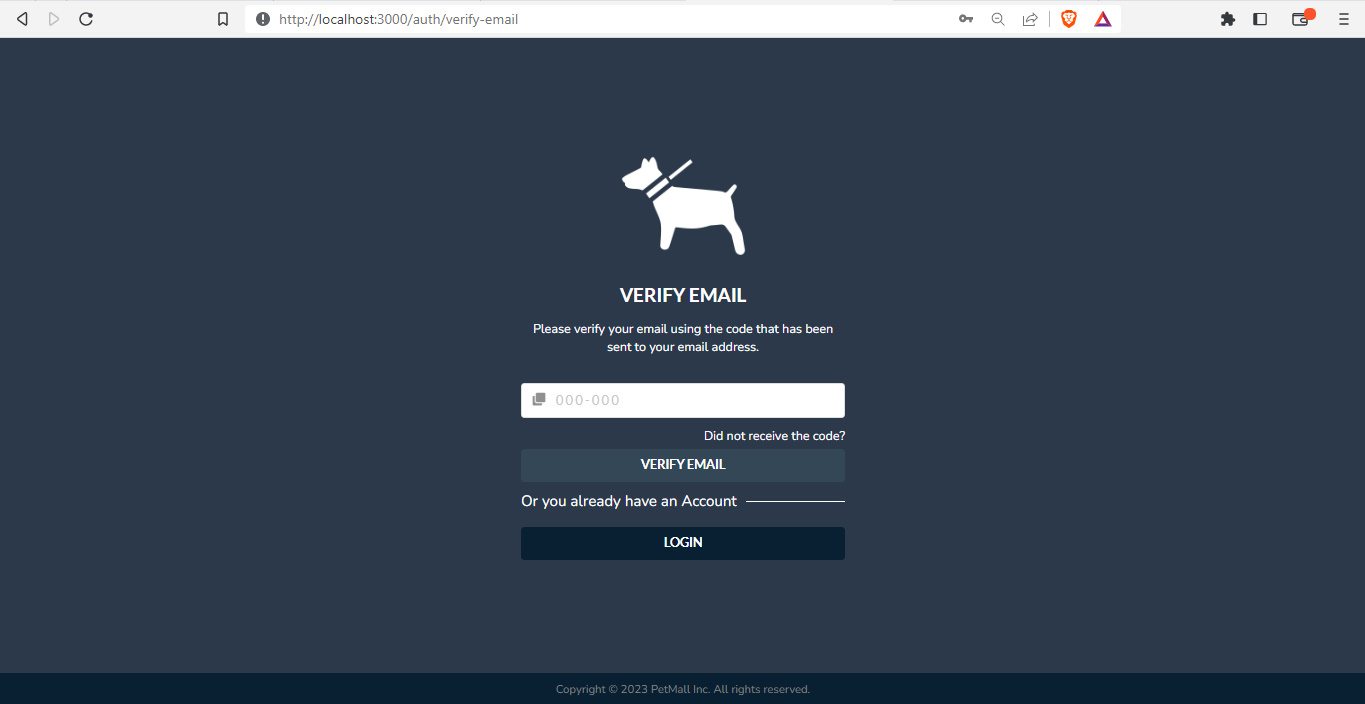 http://localhost:3000/auth/verify-email
VERIFY EMAIL
Please verify your email using the code that has been
sent to your email address.
000-000
Did not receive the code?
VERIFY EMAIL
Or you already have an Account
LOGIN
Copyright © 2023 PetMall Inc. All rights reserved.